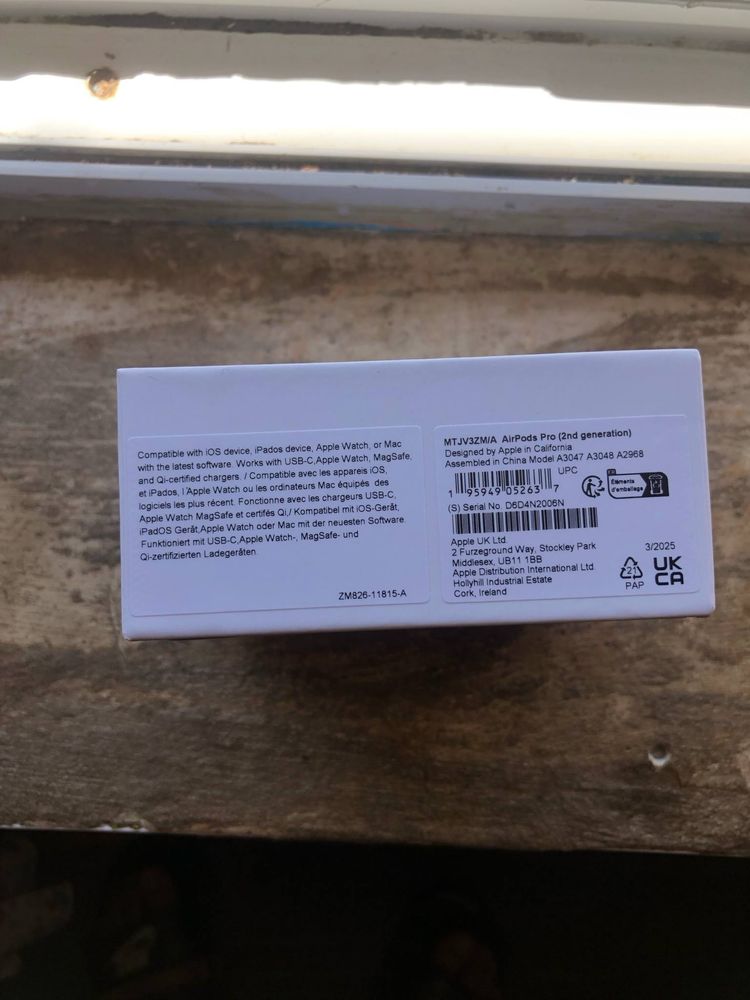 Compatible with iOS device, iPados device, Apple Watch, or Mac
with the latest software. Works with USB-C,Apple Watch, MagSafe,
and Qi-certified chargers. / Compatible avec les appareils iOS,
et iPados, l'Apple Watch ou les ordinateurs Mac équipés des
logiciels les plus récent. Fonctionne avec les chargeurs USB-C,
Apple Watch MagSafe et certifés Qi,/ Kompatibel mit iOS-Gerät,
iPadOS Gerät,Apple Watch oder Mac mit der neuesten Software.
Funktioniert mit USB-C,Apple Watch-, MagSafe- und
Qi-zertifizierten Ladegeräten.
ZM826-11815-A
MTJV3ZM/A AirPods Pro (2nd generation)
Designed by Apple in California
Assembled in China Model A3047 A3048 A2968
UPC
1 95949 05263 7
FR
Éléments
d'emballage
(S) Serial No. D6D4N2006N
Apple UK Ltd.
2 Furzeground Way, Stockley Park
Middlesex, UB11 1BB
Apple Distribution International Ltd.
Hollyhill Industrial Estate
Cork, Ireland
3/2025
21
PAP
UK
CA